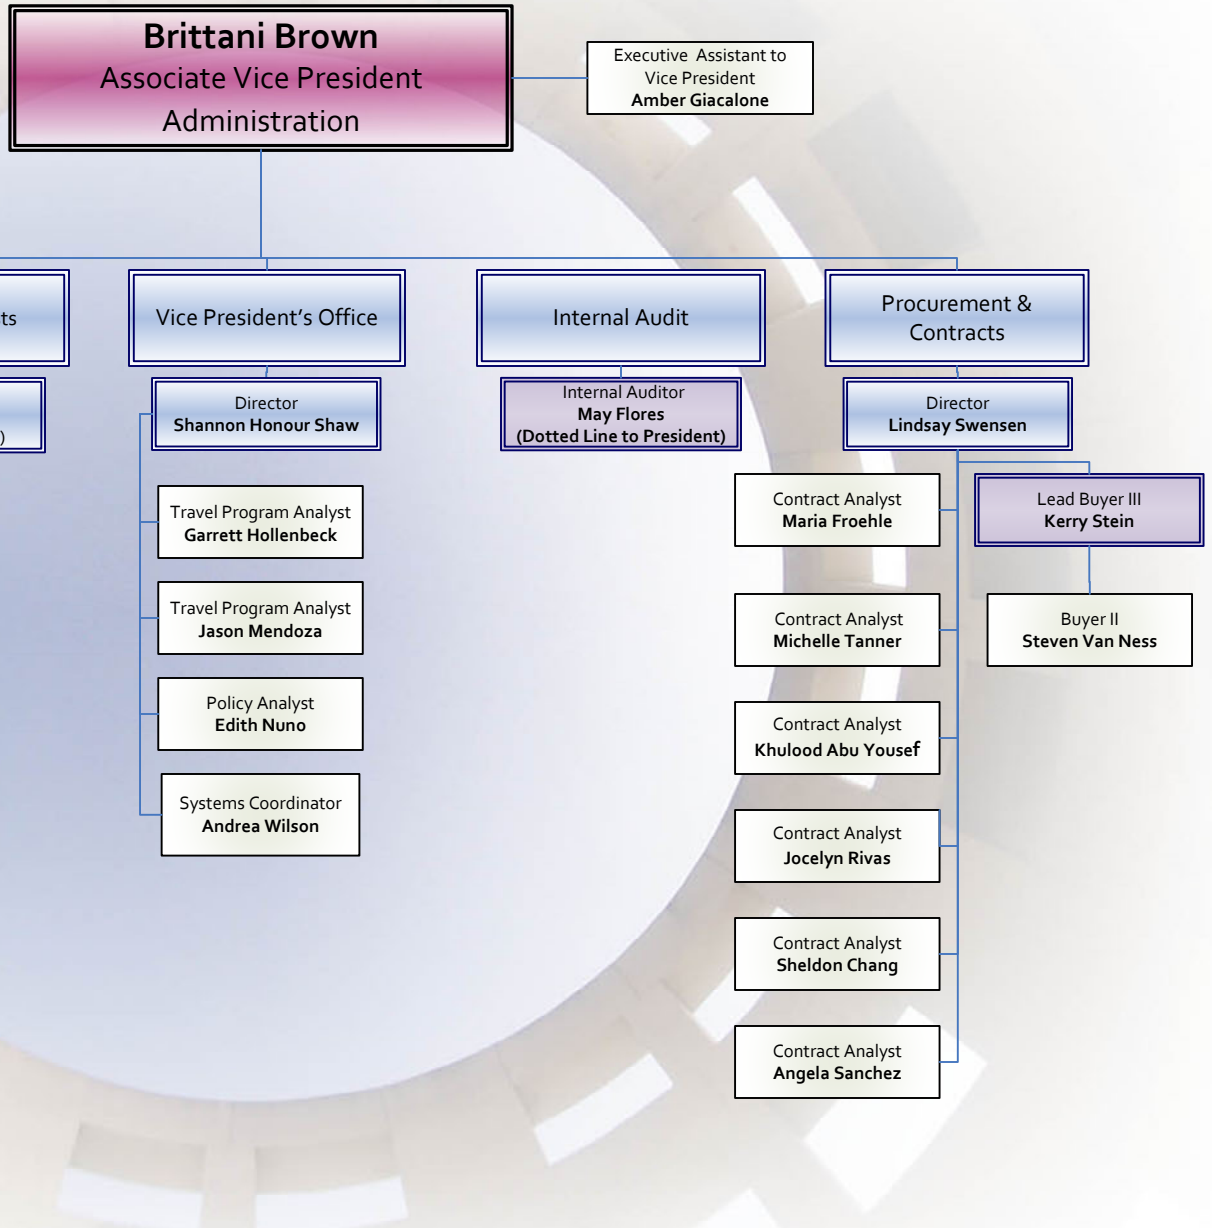 Brittani Brown
Associate Vice President
Administration
Executive Assistant to
Vice President
Amber Giacalone
ts
)
Vice President’s Office
Director
Shannon Honour Shaw
Travel Program Analyst
Garrett Hollenbeck
Travel Program Analyst
Jason Mendoza
Policy Analyst
Edith Nuno
Systems Coordinator
Andrea Wilson
Internal Audit
Internal Auditor
May Flores
(Dotted Line to President)
Procurement &
Contracts
Director
Lindsay Swensen
Contract Analyst
Maria Froehle
Contract Analyst
Michelle Tanner
Contract Analyst
Khulood Abu Yousef
Contract Analyst
Jocelyn Rivas
Contract Analyst
Sheldon Chang
Contract Analyst
Angela Sanchez
Lead Buyer III
Kerry Stein
Buyer II
Steven Van Ness